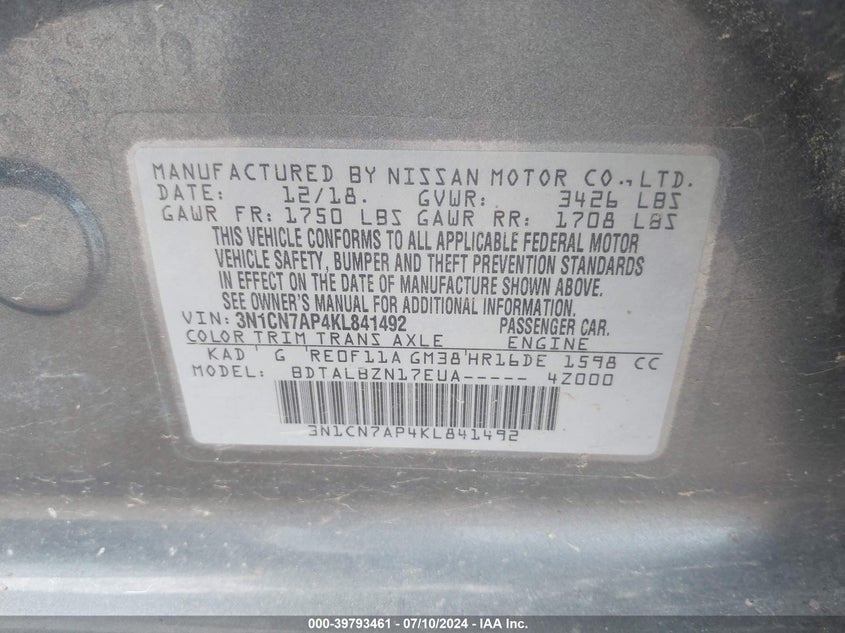 MANUFACTURED BY NISSAN MOTOR CO., LTD.
DATE: 12/18. GVWR: 3426 LBS
GAWR FR: 1750 LBS GAWR RR: 1708 LBS
THIS VEHICLE CONFORMS TO ALL APPLICABLE FEDERAL MOTOR
VEHICLE SAFETY, BUMPER AND THEFT PREVENTION STANDARDS
IN EFFECT ON THE DATE OF MANUFACTURE SHOWN ABOVE.
SEE OWNER'S MANUAL FOR ADDITIONAL INFORMATION.
VIN: 3N1CN7AP4KL841492 PASSENGER CAR.
COLOR TRIM TRANS AXLE ENGINE
KAD G RE0F11A GM38 HR16DE 1598 CC
MODEL: BDTALBZN17EUA----- 4Z000
3N1CN7AP4KL841492
000-39793461 - 07/10/2024 - IAA Inc.